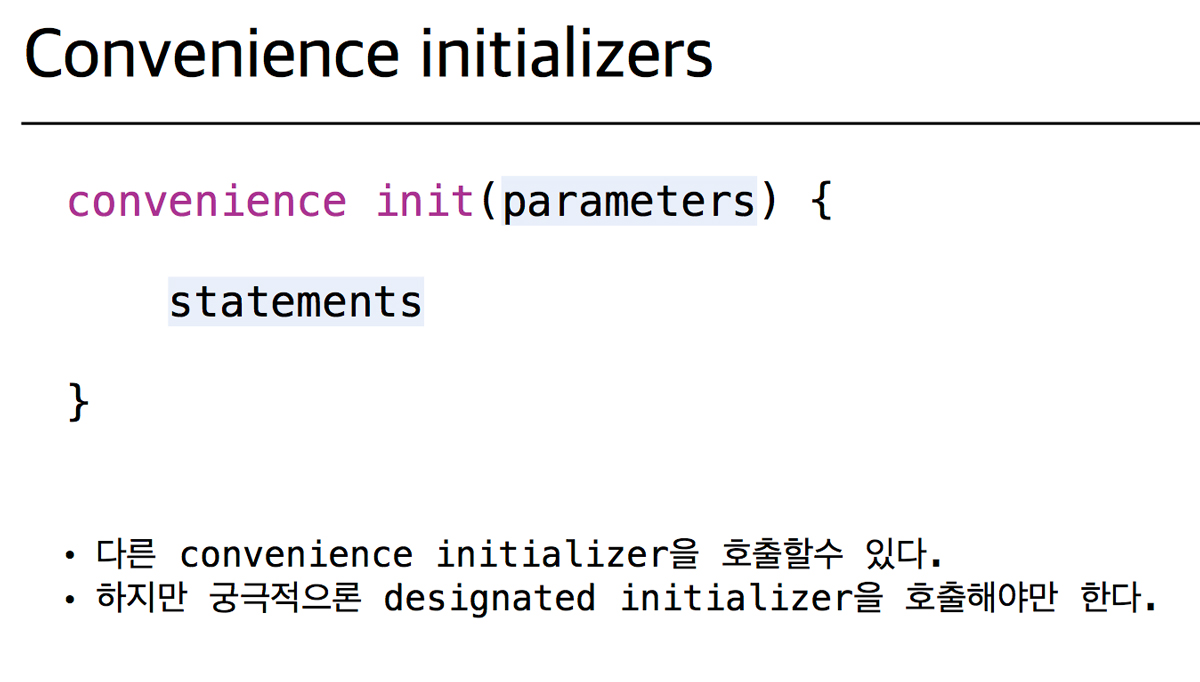 Convenience initializers
convenience init(parameters) {
statements
}
• 다른 convenience initializer을 호출할수 있다.
• 하지만 궁극적으론 designated initializer을 호출해야만 한다.